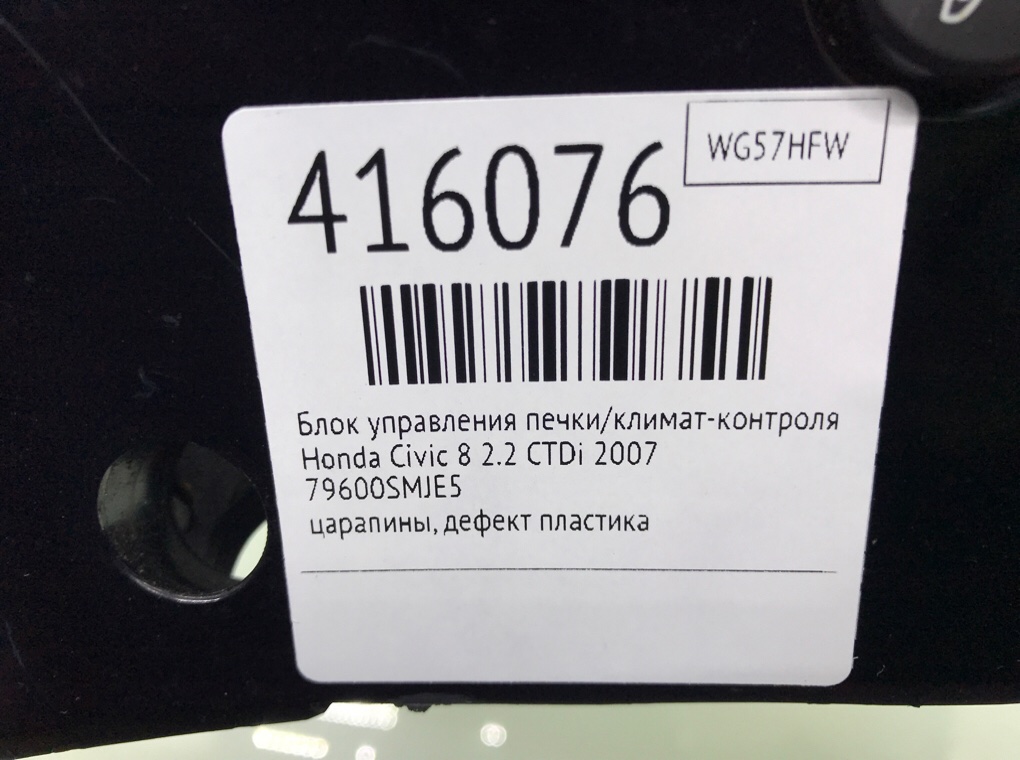 416076
WG57HFW
Блок управления печки/климат-контроля
Honda Civic 8 2.2 CTDi 2007
79600SMJE5
царапины, дефект пластика